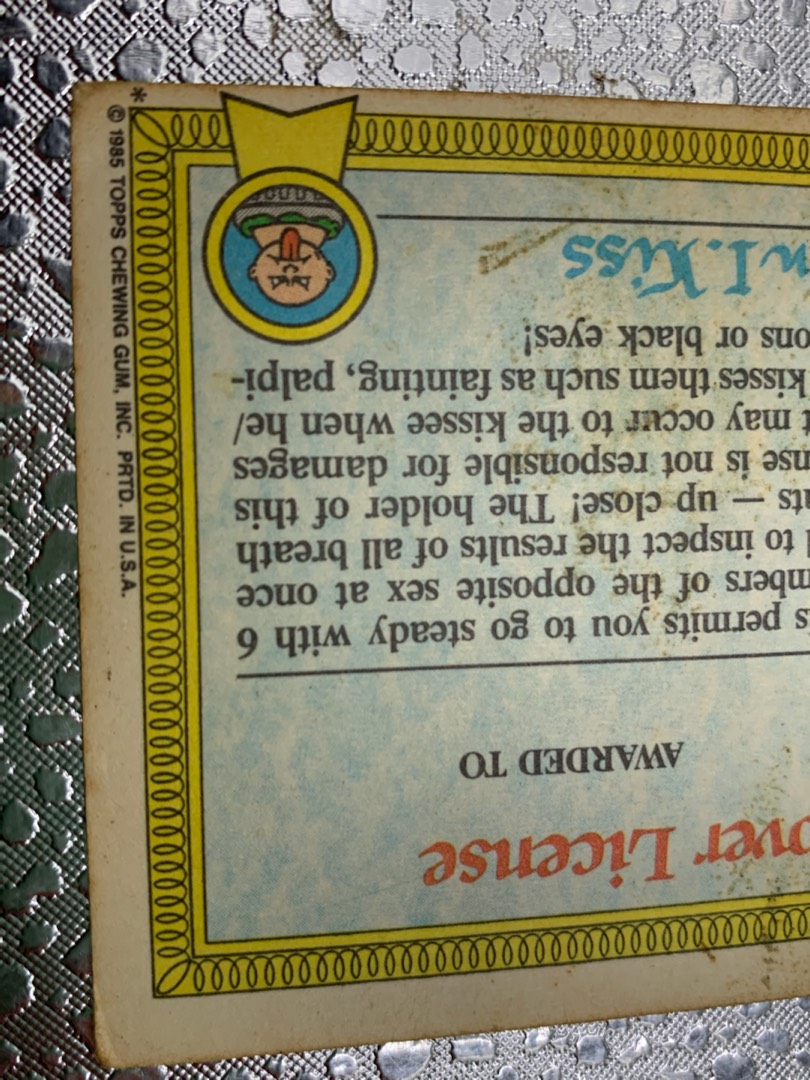 over License
AWARDED TO
s permits you to go steady with 6
mbers of the opposite sex at once
to inspect the results of all breath
ts — up close! The holder of this
nse is not responsible for damages
t may occur to the kissee when he/
kisses them such as fainting, palpi-
ons or black eyes!
n I. Kiss
* © 1985 TOPPS CHEWING GUM, INC. PRTD. IN U.S.A.